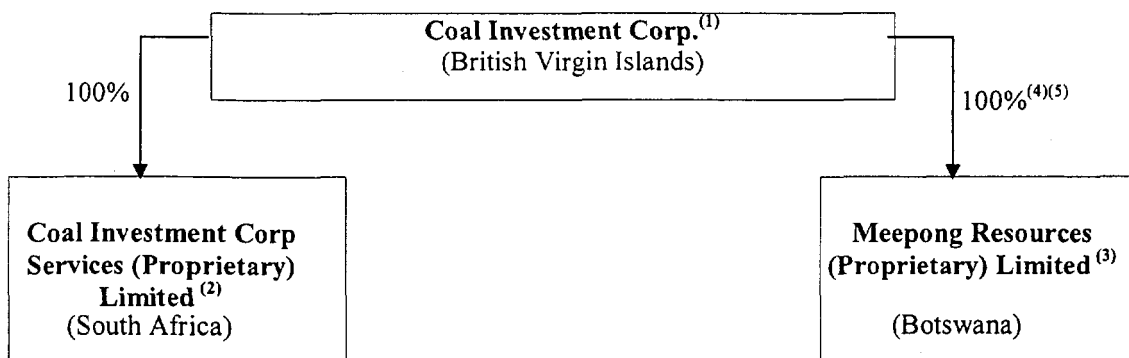 Coal Investment Corp.(1)
(British Virgin Islands)
100%
100%(4)(5)
Coal Investment Corp
Services (Proprietary)
Limited (2)
(South Africa)
Meepong Resources
(Proprietary) Limited (3)
(Botswana)